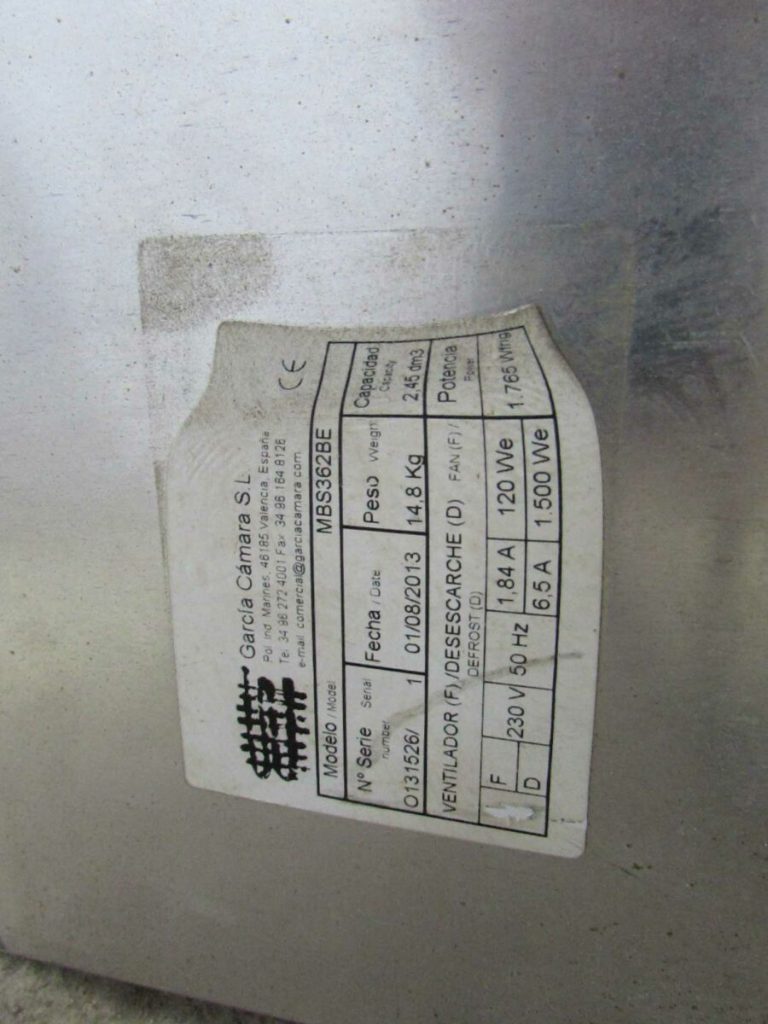 García Cámara S.L
Pol Ind Marines, 46185 Valencia, España
Te. 34 96 272 4001 Fax 34 96 164 8126
e-mail comercial@garciacamara.com
CE
Modelo / Model MBS362BE
Nº Serie Serial number Fecha / Date Peso Weight Capacidad Capacity
O131526/ 1 01/08/2013 14,8 Kg 2,45 dm3
VENTILADOR (F)/DESESCARCHE (D) FAN (F) / DEFROST (D) Potencia Power
F 230 V 50 Hz 1,84 A 120 We 1.765 Wfrig
D 6,5 A 1.500 We